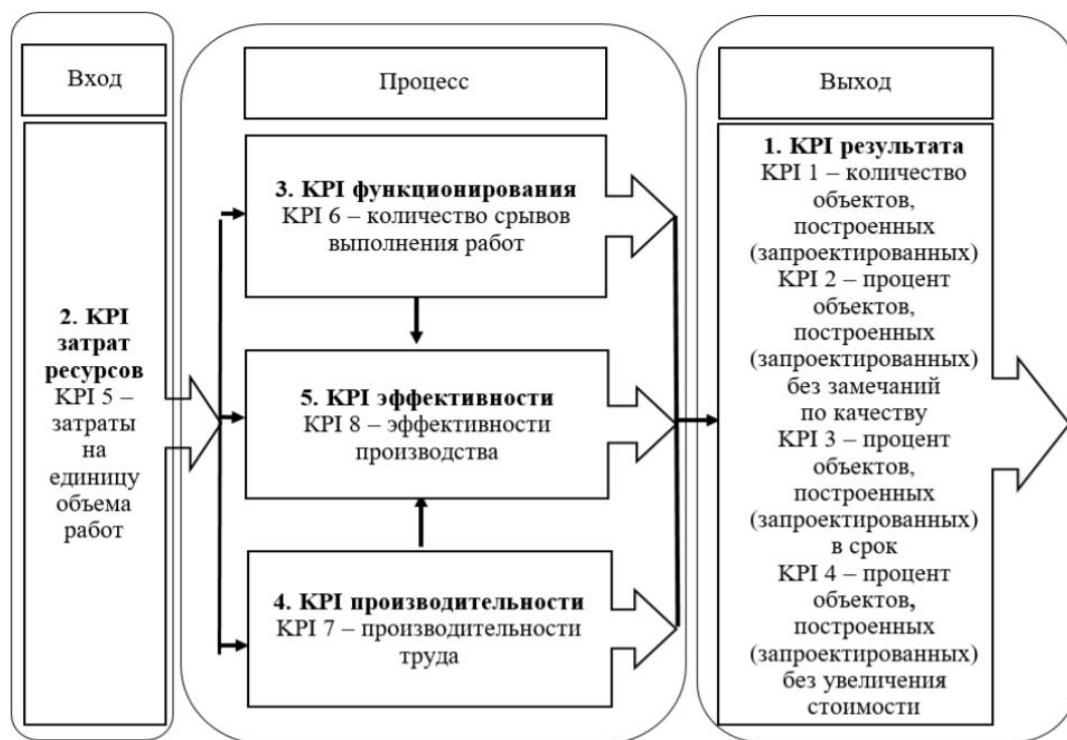 Вход
2. KPI
затрат
ресурсов
KPI 5 –
затраты
на
единицу
объема
работ
Процесс
3. KPI функционирования
KPI 6 – количество срывов
выполнения работ
5. KPI эффективности
KPI 8 – эффективности
производства
4. KPI производительности
KPI 7 – производительности
труда
Выход
1. KPI результата
KPI 1 – количество
объектов,
построенных
(запроектированных)
KPI 2 – процент
объектов,
построенных
(запроектированных)
без замечаний
по качеству
KPI 3 – процент
объектов,
построенных
(запроектированных)
в срок
KPI 4 – процент
объектов,
построенных
(запроектированных)
без увеличения
стоимости